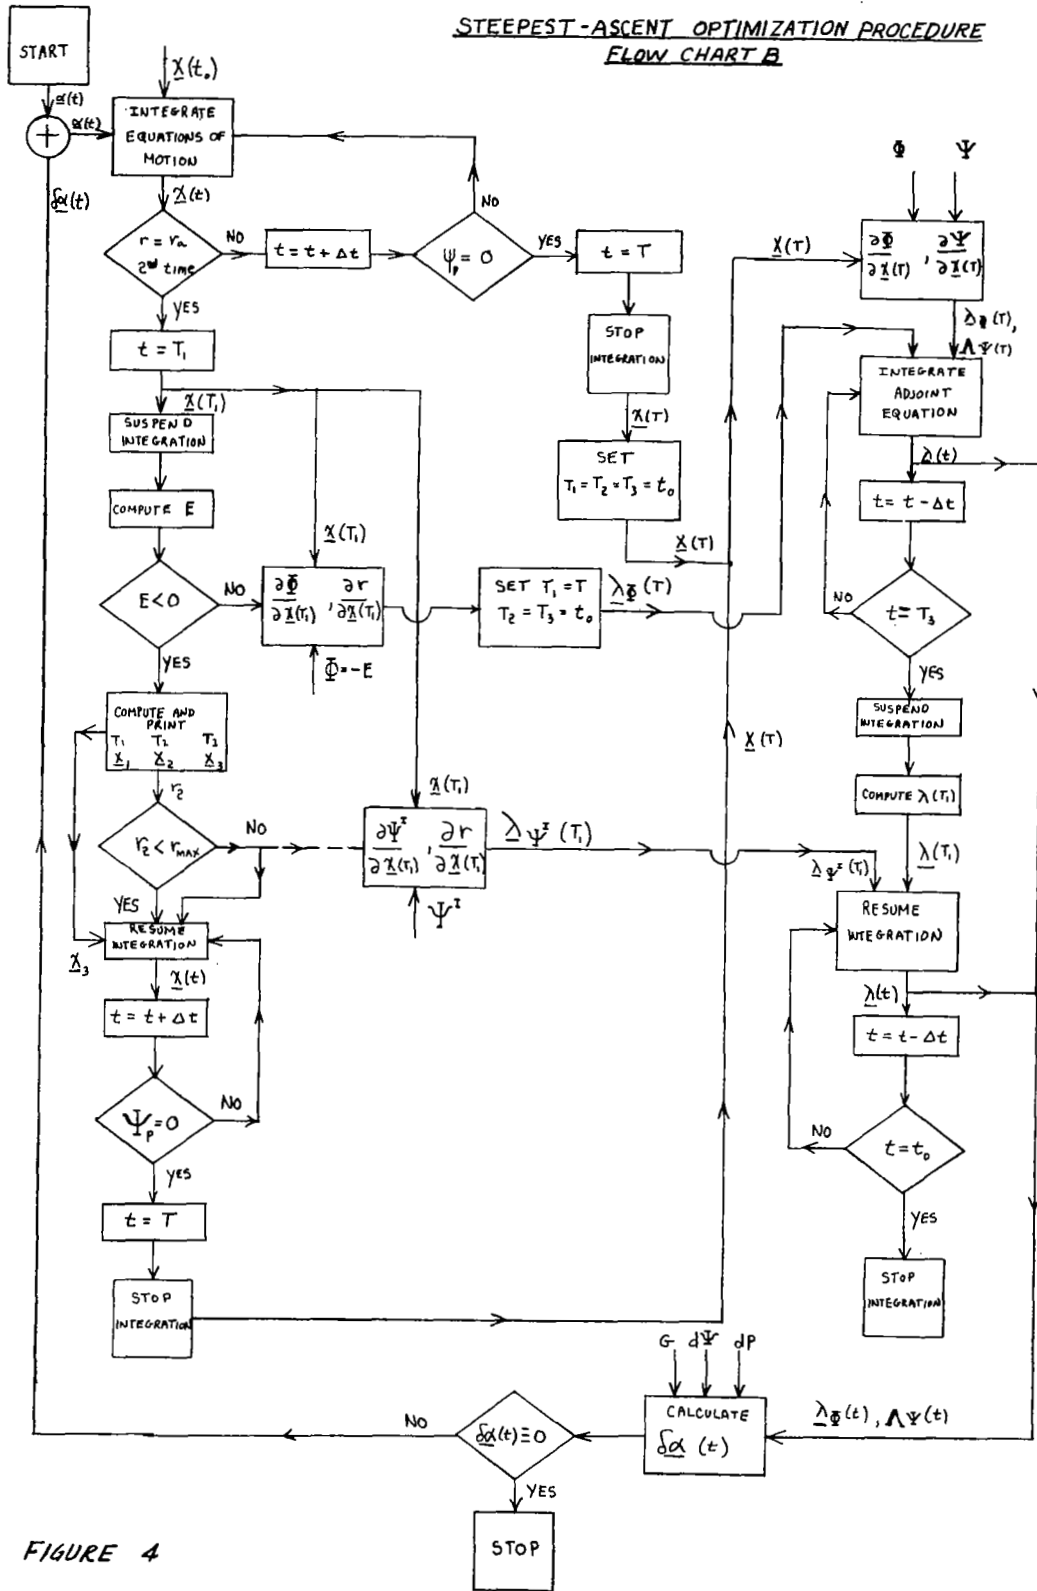 STEEPEST-ASCENT OPTIMIZATION PROCEDURE
FLOW CHART B
START
α(t)
+
α(t)
δα(t)
X(t₀)
INTEGRATE
EQUATIONS OF
MOTION
X(t)
r = rₐ
2ⁿᵈ time
NO
t = t + Δt
Ψₚ = 0
NO
YES
t = T
STOP
INTEGRATION
X(T)
SET
T₁ = T₂ = T₃ = t₀
X(T)
YES
t = T₁
X(T₁)
SUSPEND
INTEGRATION
COMPUTE E
E<0
NO
X(T₁)
∂Φ/∂X(T₁) , ∂r/∂X(T₁)
Φ=-E
SET T₁ = T
T₂ = T₃ = t₀
λΦ(T)
YES
COMPUTE AND
PRINT
T₁ T₂ T₃
X₁ X₂ X₃
r₂
r₂ < rMAX
NO
YES
X(T₁)
∂Ψᴵ/∂X(T₁) , ∂r/∂X(T₁)
Ψᴵ
λΨᴵ(T₁)
RESUME
INTEGRATION
X₃
X(t)
t = t + Δt
Ψₚ=0
NO
YES
t = T
STOP
INTEGRATION
X(T)
X(T)
Φ Ψ
∂Φ/∂X(T) , ∂Ψ/∂X(T)
λΦ(T),
ΛΨ(T)
INTEGRATE
ADJOINT
EQUATION
λ(t)
t = t - Δt
NO
t = T₃
YES
SUSPEND
INTEGRATION
COMPUTE λ(T₁)
λ(T₁)
λΨᴵ(T₁)
RESUME
INTEGRATION
λ(t)
t = t - Δt
NO
t = t₀
YES
STOP
INTEGRATION
G dΨ dP
CALCULATE
δα (t)
λΦ(t), ΛΨ(t)
NO
δα(t)≡0
YES
STOP
FIGURE 4